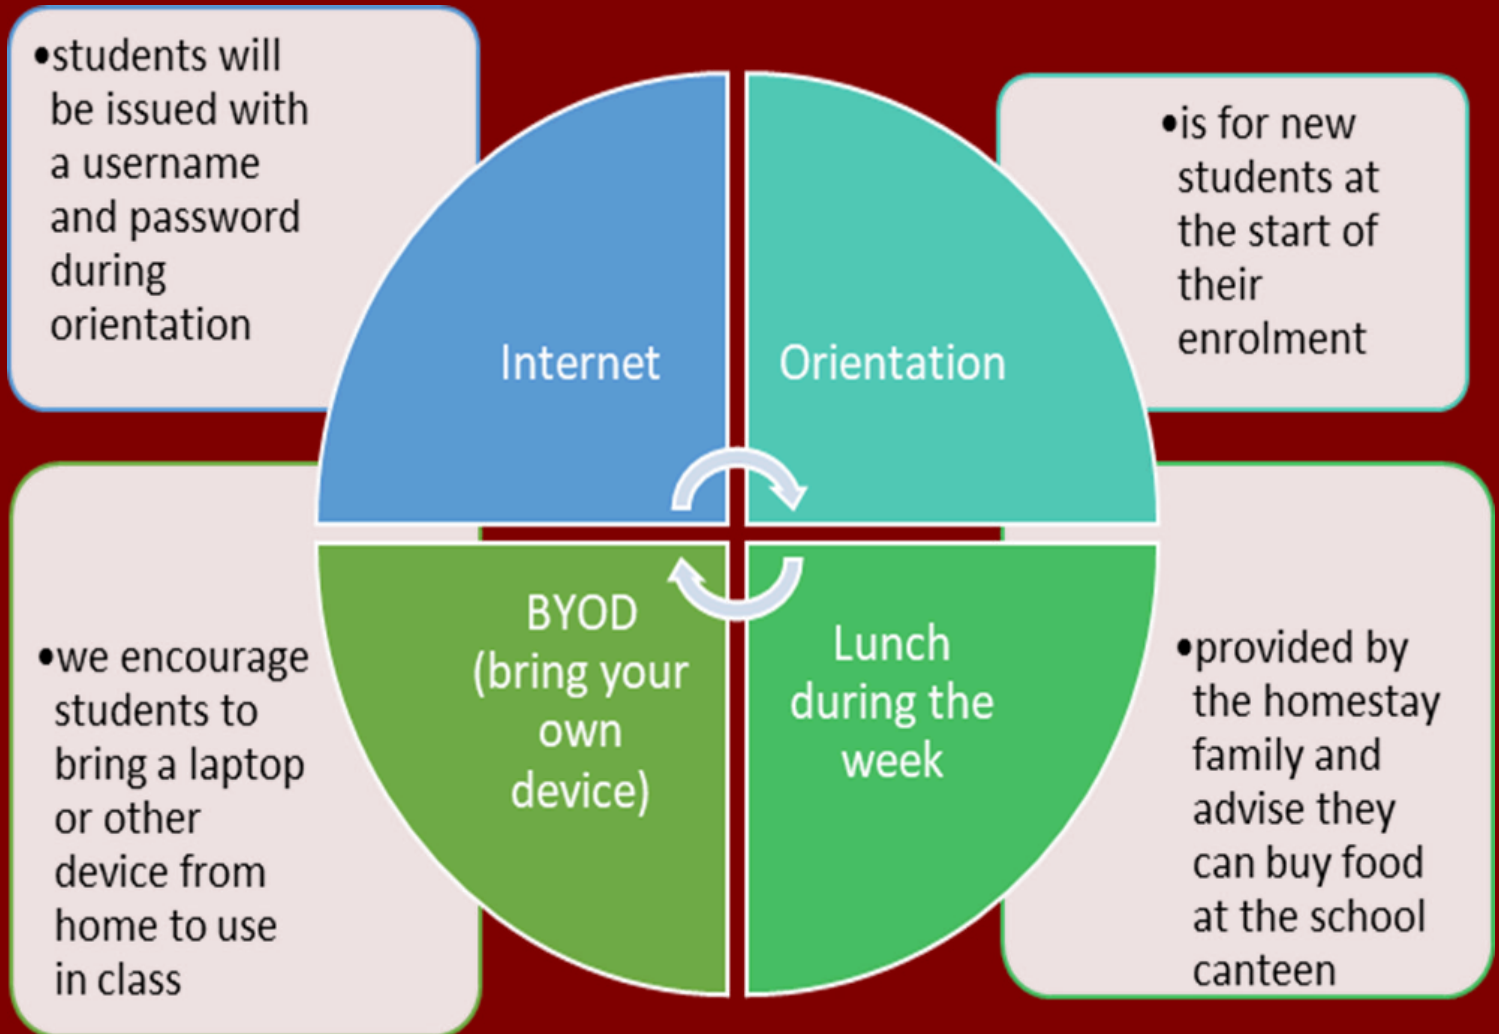 •students will
be issued with
a username
and password
during
orientation
Internet
Orientation
•is for new
students at
the start of
their
enrolment
•we encourage
students to
bring a laptop
or other
device from
home to use
in class
BYOD
(bring your
own
device)
Lunch
during the
week
•provided by
the homestay
family and
advise they
can buy food
at the school
canteen